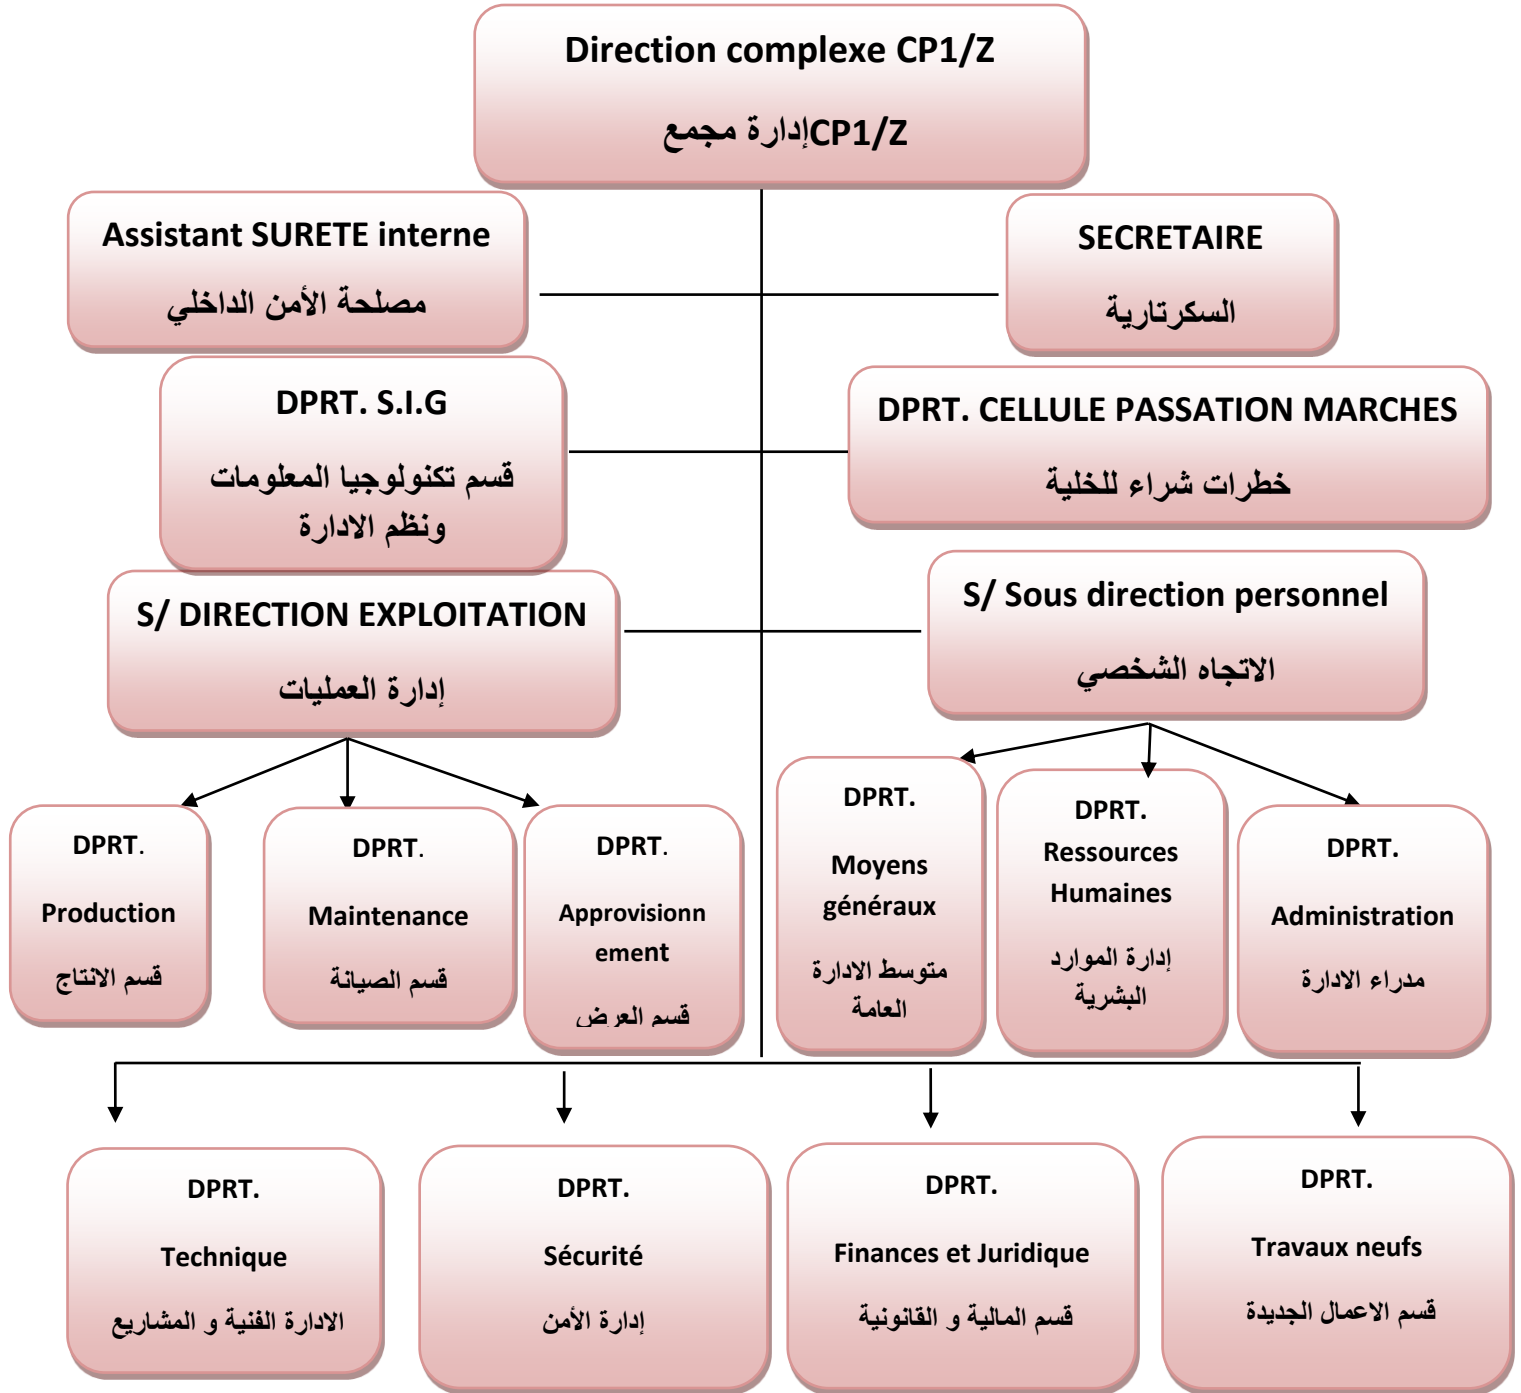 Direction complexe CP1/Z
إدارة مجمع CP1/Z
Assistant SURETE interne
مصلحة الأمن الداخلي
SECRETAIRE
السكرتارية
DPRT. S.I.G
قسم تكنولوجيا المعلومات
ونظم الادارة
DPRT. CELLULE PASSATION MARCHES
خطرات شراء للخلية
S/ DIRECTION EXPLOITATION
إدارة العمليات
S/ Sous direction personnel
الاتجاه الشخصي
DPRT.
Production
قسم الانتاج
DPRT.
Maintenance
قسم الصيانة
DPRT.
Approvisionn
ement
قسم العرض
DPRT.
Moyens
généraux
متوسط الادارة
العامة
DPRT.
Ressources
Humaines
إدارة الموارد
البشرية
DPRT.
Administration
مدراء الادارة
DPRT.
Technique
الادارة الفنية و المشاريع
DPRT.
Sécurité
إدارة الأمن
DPRT.
Finances et Juridique
قسم المالية و القانونية
DPRT.
Travaux neufs
قسم الاعمال الجديدة